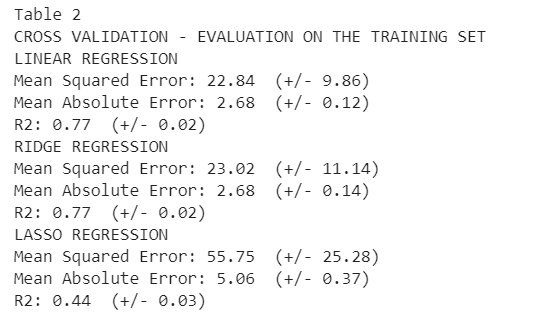 Table 2
CROSS VALIDATION - EVALUATION ON THE TRAINING SET
LINEAR REGRESSION
Mean Squared Error: 22.84  (+/- 9.86)
Mean Absolute Error: 2.68  (+/- 0.12)
R2: 0.77  (+/- 0.02)
RIDGE REGRESSION
Mean Squared Error: 23.02  (+/- 11.14)
Mean Absolute Error: 2.68  (+/- 0.14)
R2: 0.77  (+/- 0.02)
LASSO REGRESSION
Mean Squared Error: 55.75  (+/- 25.28)
Mean Absolute Error: 5.06  (+/- 0.37)
R2: 0.44  (+/- 0.03)